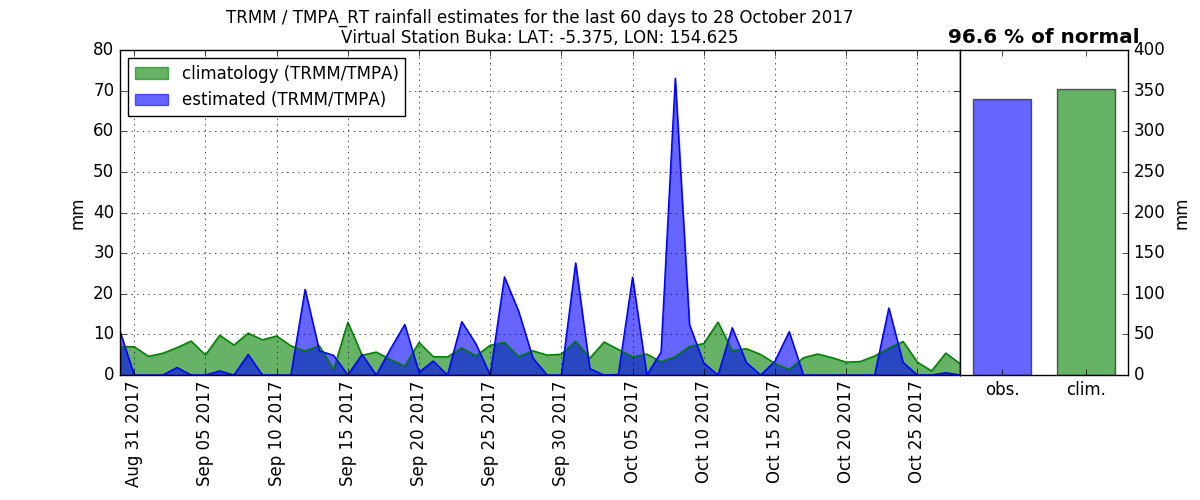 TRMM / TMPA_RT rainfall estimates for the last 60 days to 28 October 2017
Virtual Station Buka: LAT: -5.375, LON: 154.625
96.6 % of normal
climatology (TRMM/TMPA)
estimated (TRMM/TMPA)
80
70
60
50
40
30
20
10
0
mm
Aug 31 2017
Sep 05 2017
Sep 10 2017
Sep 15 2017
Sep 20 2017
Sep 25 2017
Sep 30 2017
Oct 05 2017
Oct 10 2017
Oct 15 2017
Oct 20 2017
Oct 25 2017
obs.
clim.
400
350
300
250
200
150
100
50
0
mm